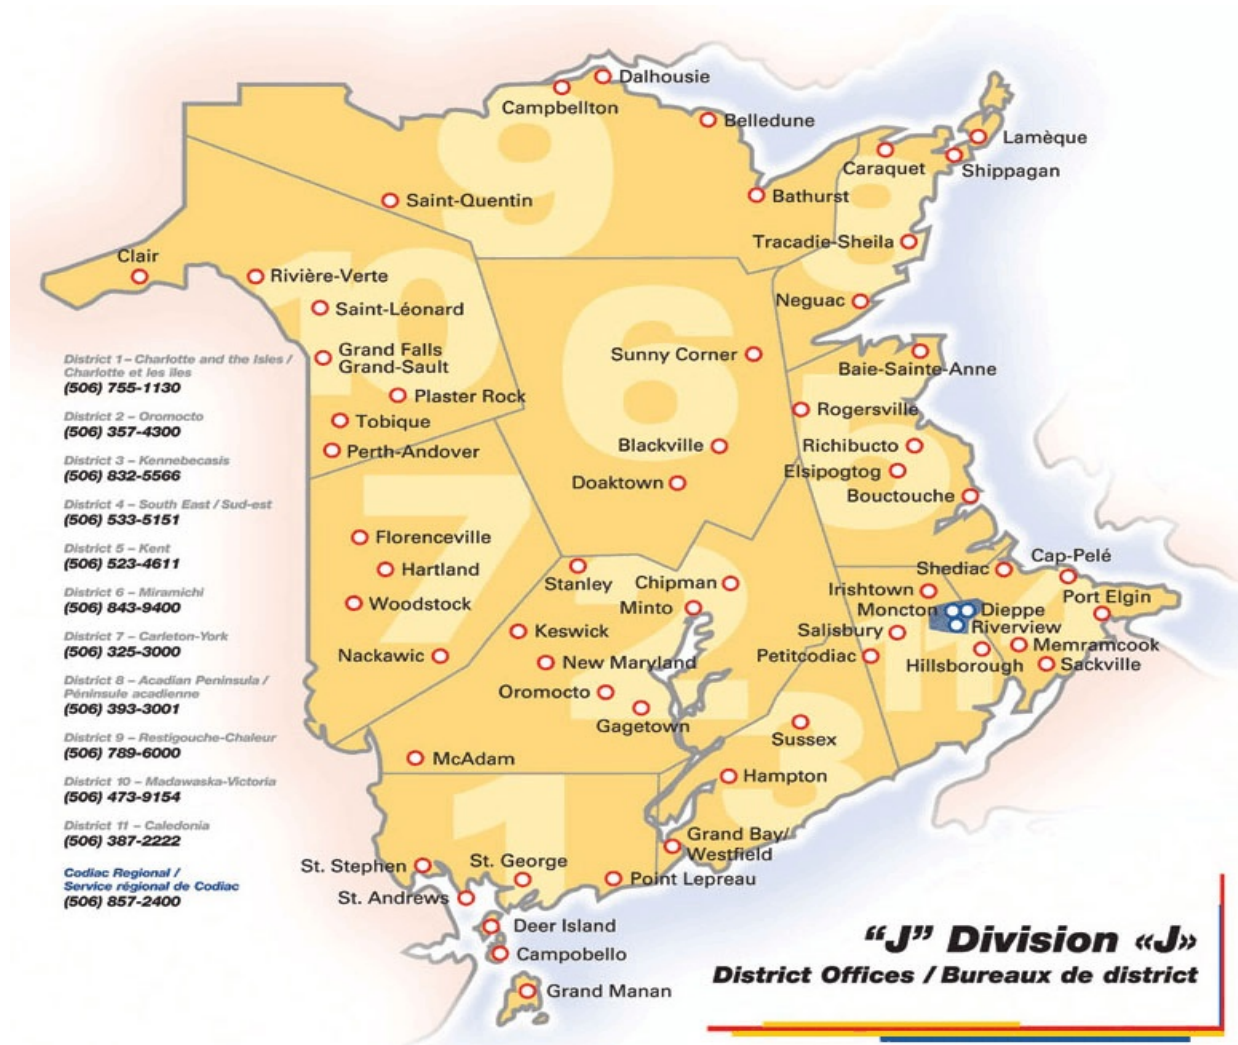 Dalhousie
Campbellton
Belledune
9
Lamèque
Caraquet
Shippagan
Saint-Quentin
Bathurst
8
Tracadie-Sheila
Clair
Rivière-Verte
10
Neguac
Saint-Léonard
6
Grand Falls
Grand-Sault
Sunny Corner
Baie-Sainte-Anne
Plaster Rock
Rogersville
5
Tobique
Perth-Andover
Blackville
Richibucto
Elsipogtog
Doaktown
Bouctouche
7
Florenceville
Hartland
Stanley
Chipman
Shediac
Cap-Pelé
Irishtown
Port Elgin
4
Woodstock
Minto
Moncton
Dieppe
2
Keswick
Salisbury
Riverview
Nackawic
New Maryland
Petitcodiac
Hillsborough
Memramcook
Sackville
11
Oromocto
Gagetown
Sussex
McAdam
Hampton
3
1
Grand Bay/
Westfield
St. Stephen
St. George
Point Lepreau
St. Andrews
Deer Island
Campobello
Grand Manan
District 1 – Charlotte and the Isles /
Charlotte et les îles
(506) 755-1130
District 2 – Oromocto
(506) 357-4300
District 3 – Kennebecasis
(506) 832-5566
District 4 – South East / Sud-est
(506) 533-5151
District 5 – Kent
(506) 523-4611
District 6 – Miramichi
(506) 843-9400
District 7 – Carleton-York
(506) 325-3000
District 8 – Acadian Peninsula /
Péninsule acadienne
(506) 393-3001
District 9 – Restigouche-Chaleur
(506) 789-6000
District 10 – Madawaska-Victoria
(506) 473-9154
District 11 – Caledonia
(506) 387-2222
Codiac Regional /
Service régional de Codiac
(506) 857-2400
“J” Division «J»
District Offices / Bureaux de district